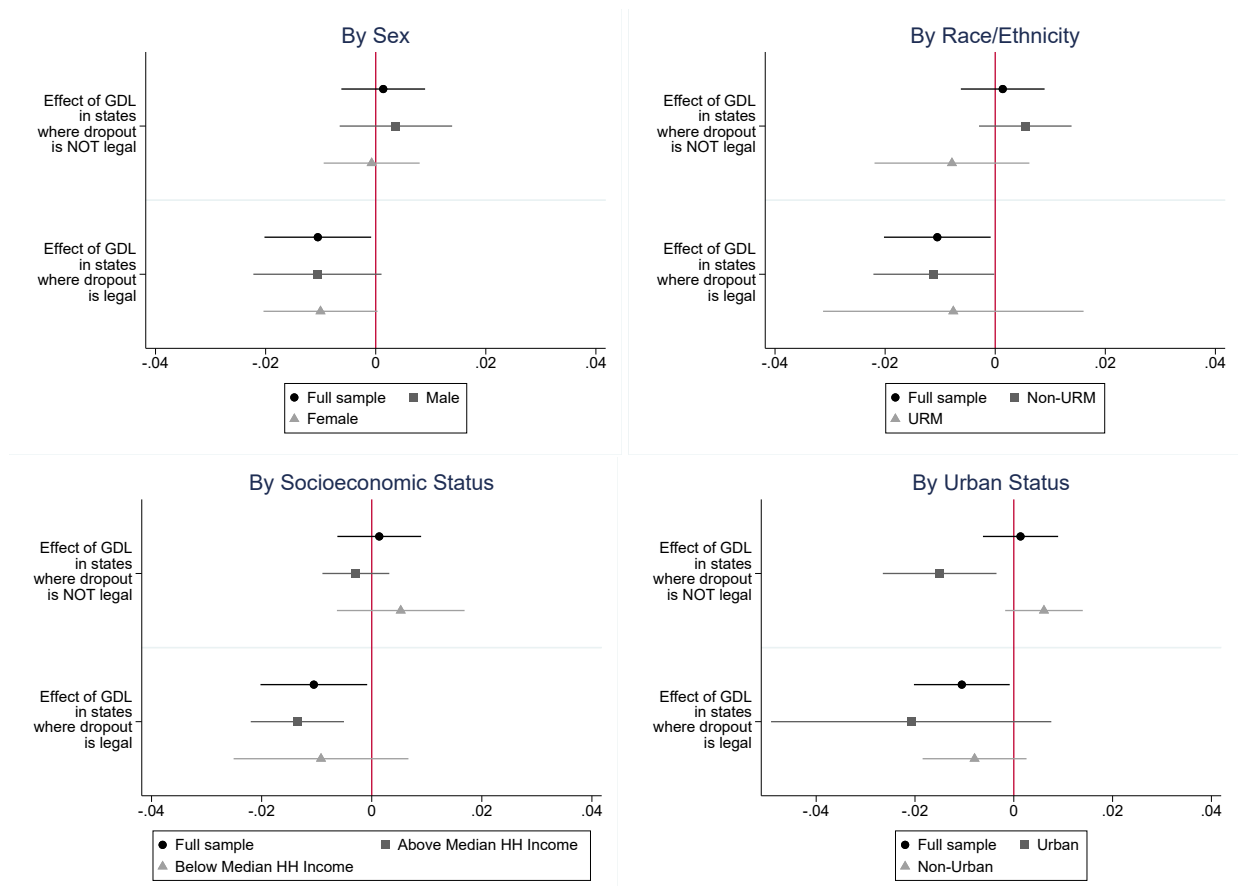 By Sex
Effect of GDL
in states
where dropout
is NOT legal
Effect of GDL
in states
where dropout
is legal
-.04 -.02 0 .02 .04
Full sample Male
Female
By Race/Ethnicity
Effect of GDL
in states
where dropout
is NOT legal
Effect of GDL
in states
where dropout
is legal
-.04 -.02 0 .02 .04
Full sample Non-URM
URM
By Socioeconomic Status
Effect of GDL
in states
where dropout
is NOT legal
Effect of GDL
in states
where dropout
is legal
-.04 -.02 0 .02 .04
Full sample Above Median HH Income
Below Median HH Income
By Urban Status
Effect of GDL
in states
where dropout
is NOT legal
Effect of GDL
in states
where dropout
is legal
-.04 -.02 0 .02 .04
Full sample Urban
Non-Urban